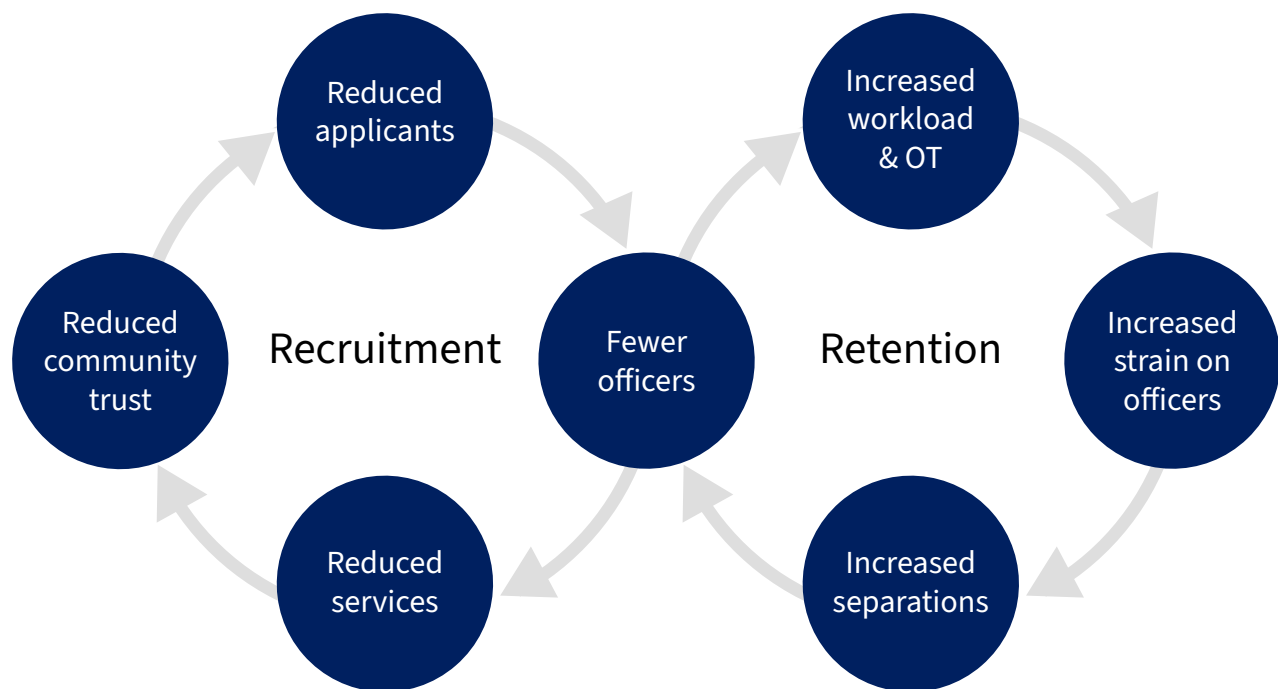 Reduced
applicants
Increased
workload
& OT
Reduced
community
trust
Recruitment
Fewer
officers
Retention
Increased
strain on
officers
Reduced
services
Increased
separations